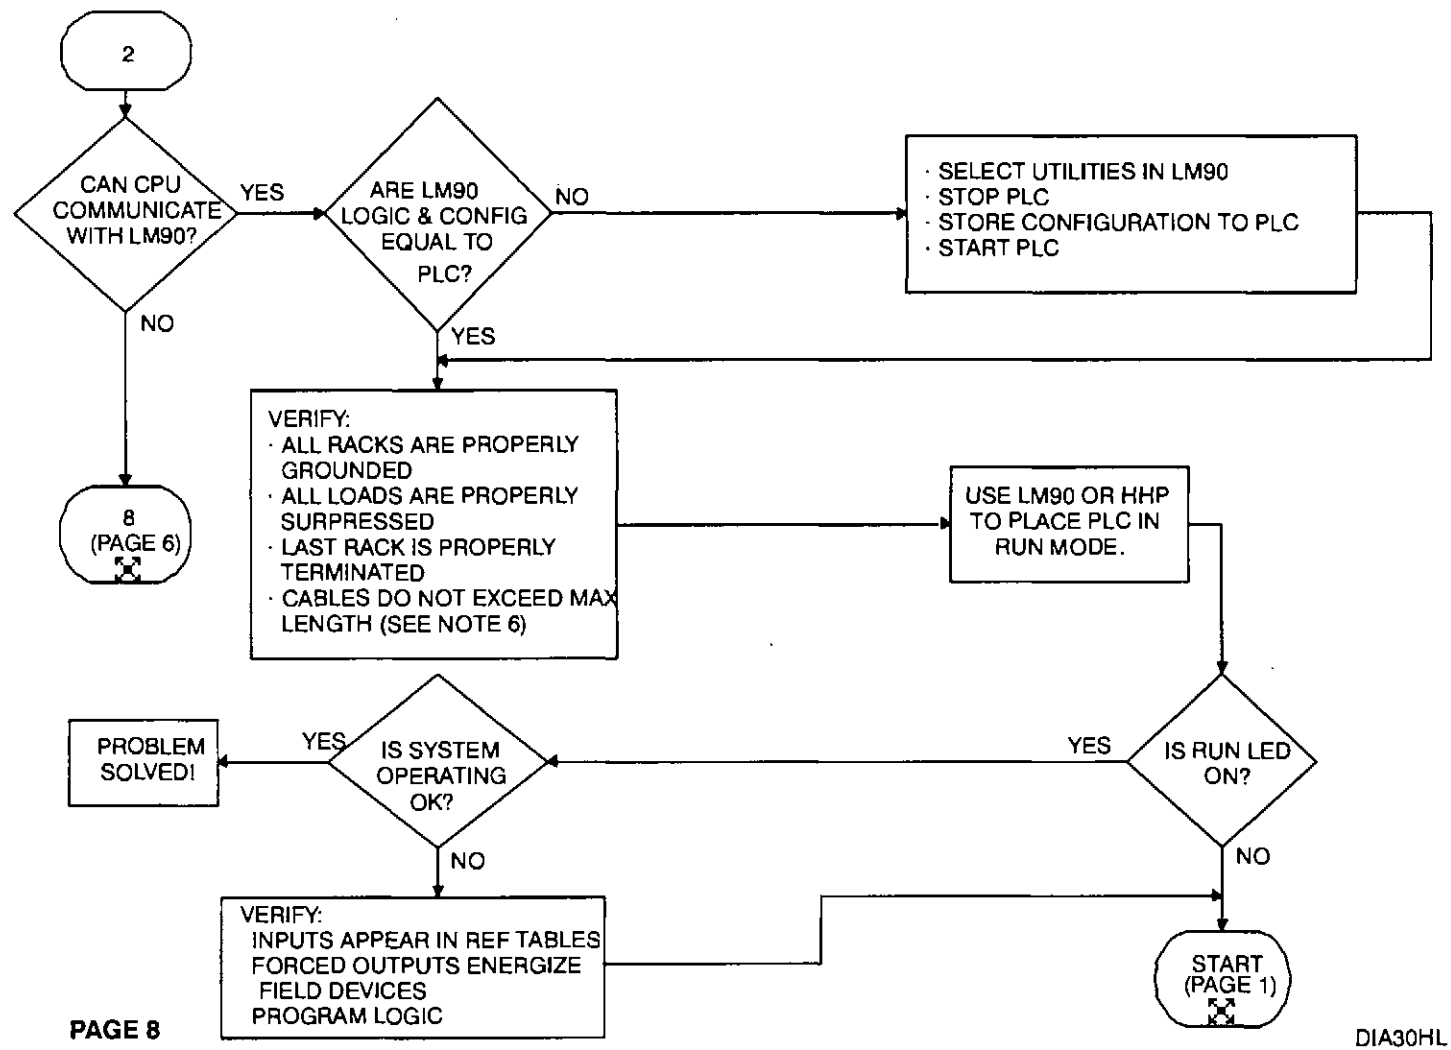 2
CAN CPU
COMMUNICATE
WITH LM90?
YES
NO
ARE LM90
LOGIC & CONFIG
EQUAL TO
PLC?
NO
YES
· SELECT UTILITIES IN LM90
· STOP PLC
· STORE CONFIGURATION TO PLC
· START PLC
8
(PAGE 6)
VERIFY:
· ALL RACKS ARE PROPERLY
GROUNDED
· ALL LOADS ARE PROPERLY
SURPRESSED
· LAST RACK IS PROPERLY
TERMINATED
· CABLES DO NOT EXCEED MAX
LENGTH (SEE NOTE 6)
USE LM90 OR HHP
TO PLACE PLC IN
RUN MODE.
IS RUN LED
ON?
YES
NO
IS SYSTEM
OPERATING
OK?
YES
NO
PROBLEM
SOLVED!
VERIFY:
INPUTS APPEAR IN REF TABLES
FORCED OUTPUTS ENERGIZE
FIELD DEVICES
PROGRAM LOGIC
START
(PAGE 1)
PAGE 8
DIA30HL